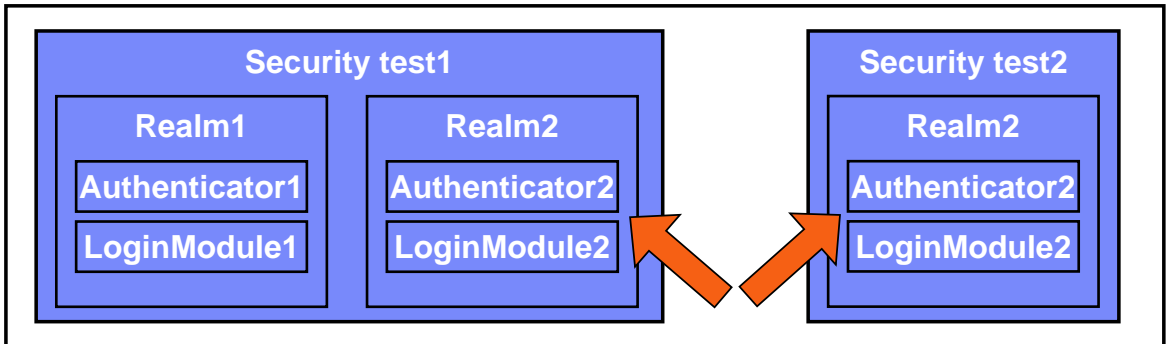 Security test1
Realm1
Authenticator1
LoginModule1
Realm2
Authenticator2
LoginModule2
Security test2
Realm2
Authenticator2
LoginModule2